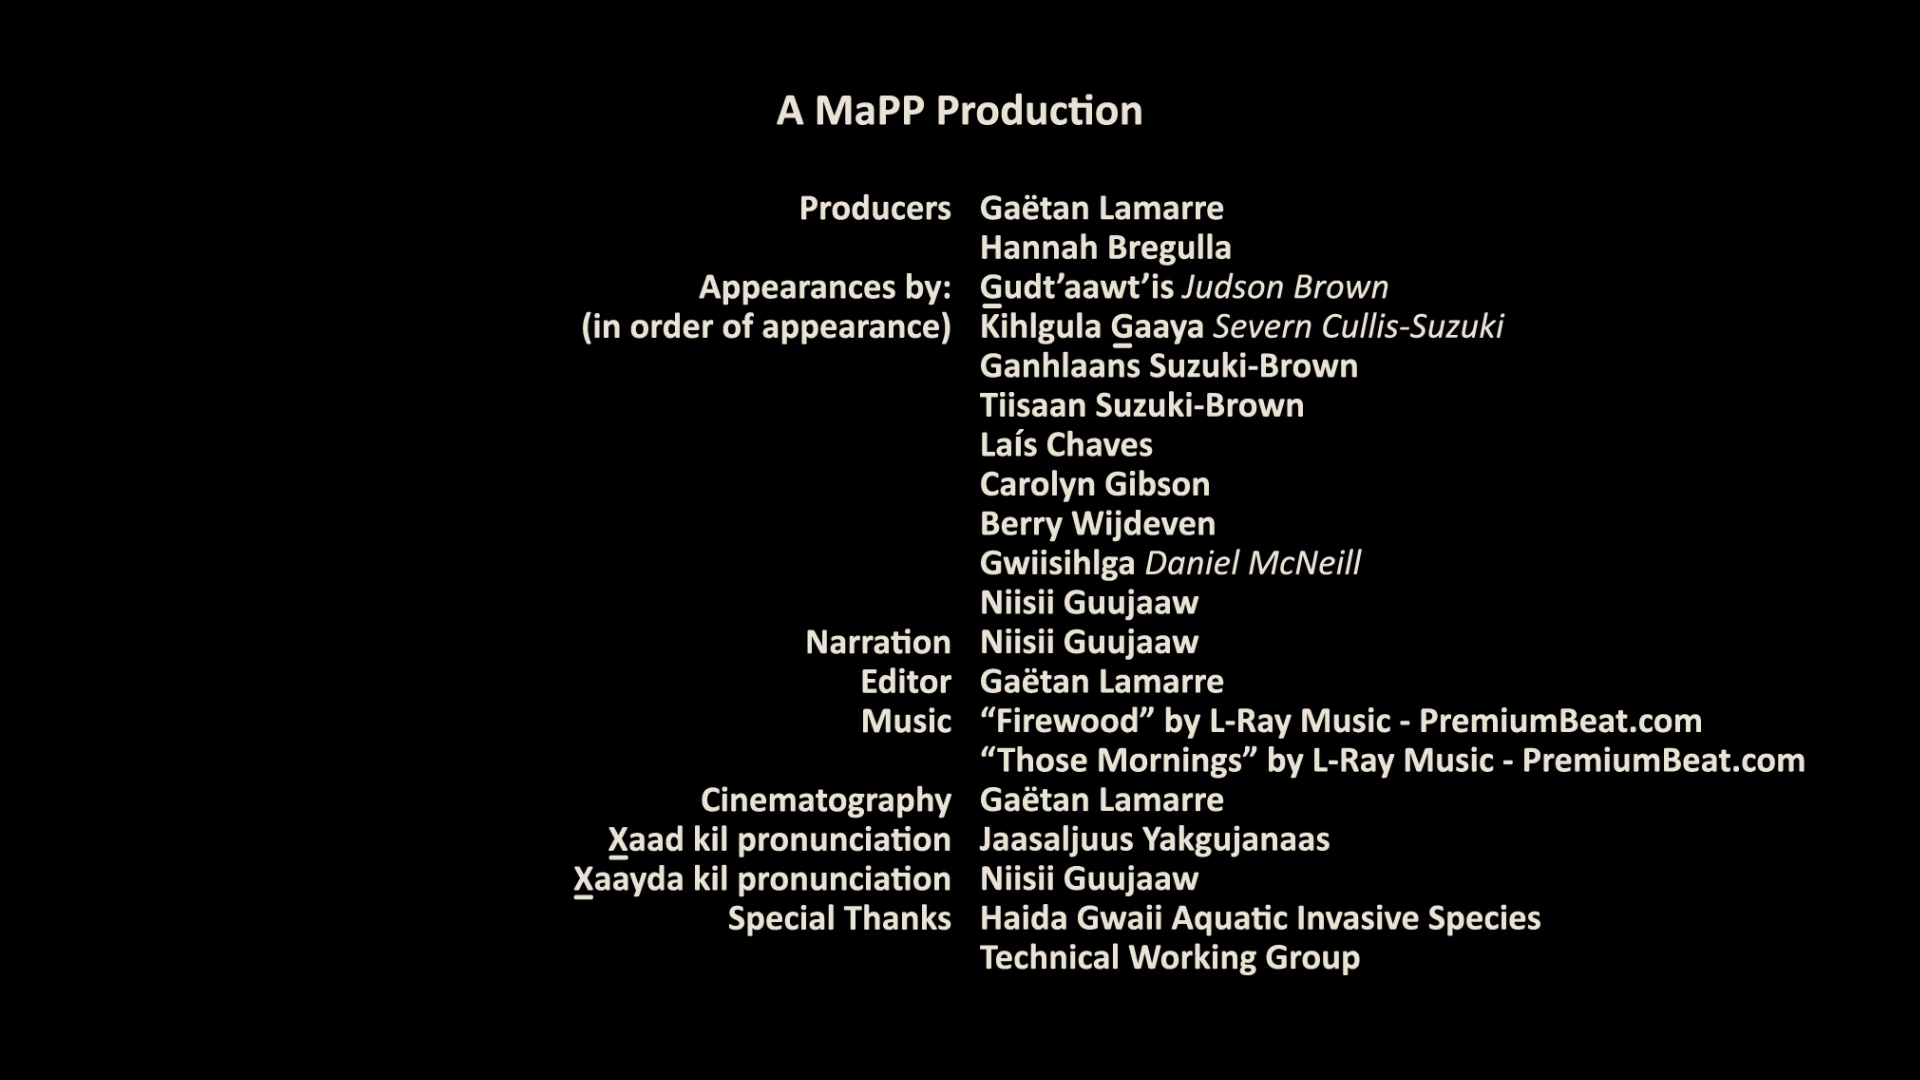 A MaPP Production
Producers Gaëtan Lamarre
Hannah Bregulla
Appearances by: G̲udt’aawt’is Judson Brown
(in order of appearance) Kihlgula G̲aaya Severn Cullis-Suzuki
Ganhlaans Suzuki-Brown
Tiisaan Suzuki-Brown
Laís Chaves
Carolyn Gibson
Berry Wijdeven
Gwiisihlga Daniel McNeill
Niisii Guujaaw
Narration Niisii Guujaaw
Editor Gaëtan Lamarre
Music “Firewood” by L-Ray Music - PremiumBeat.com
“Those Mornings” by L-Ray Music - PremiumBeat.com
Cinematography Gaëtan Lamarre
X̲aad kil pronunciation Jaasaljuus Yakgujanaas
X̲aayda kil pronunciation Niisii Guujaaw
Special Thanks Haida Gwaii Aquatic Invasive Species
Technical Working Group